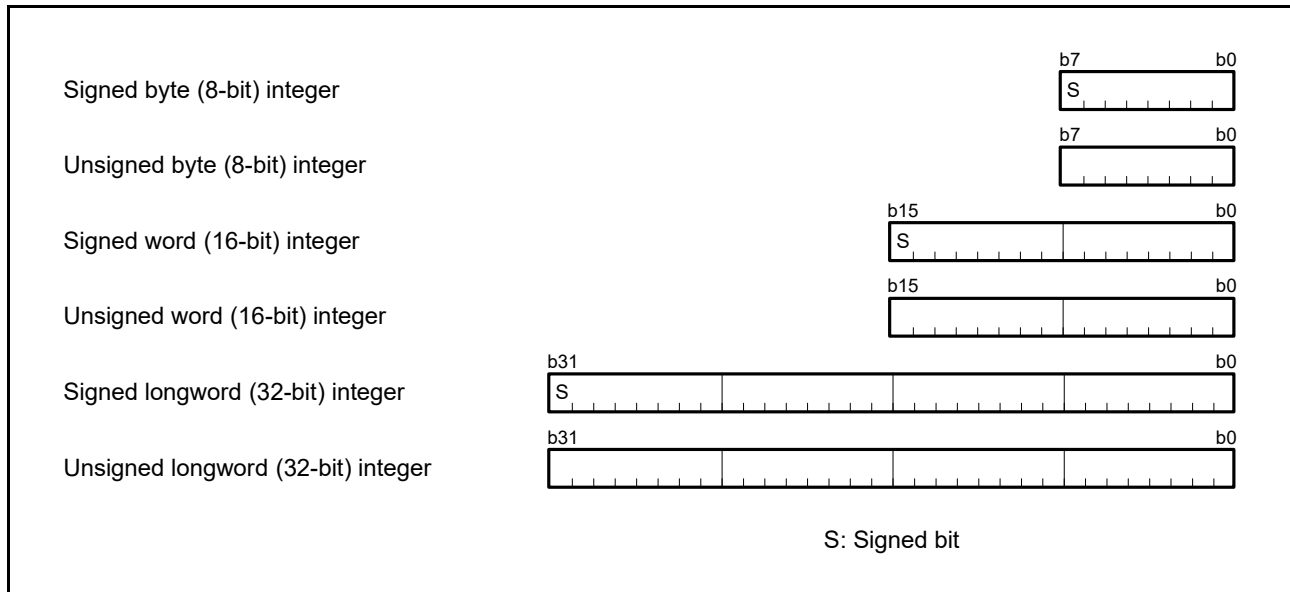 b7 b0
Signed byte (8-bit) integer S
b7 b0
Unsigned byte (8-bit) integer
b15 b0
Signed word (16-bit) integer S
b15 b0
Unsigned word (16-bit) integer
b31 b0
Signed longword (32-bit) integer S
b31 b0
Unsigned longword (32-bit) integer
S: Signed bit